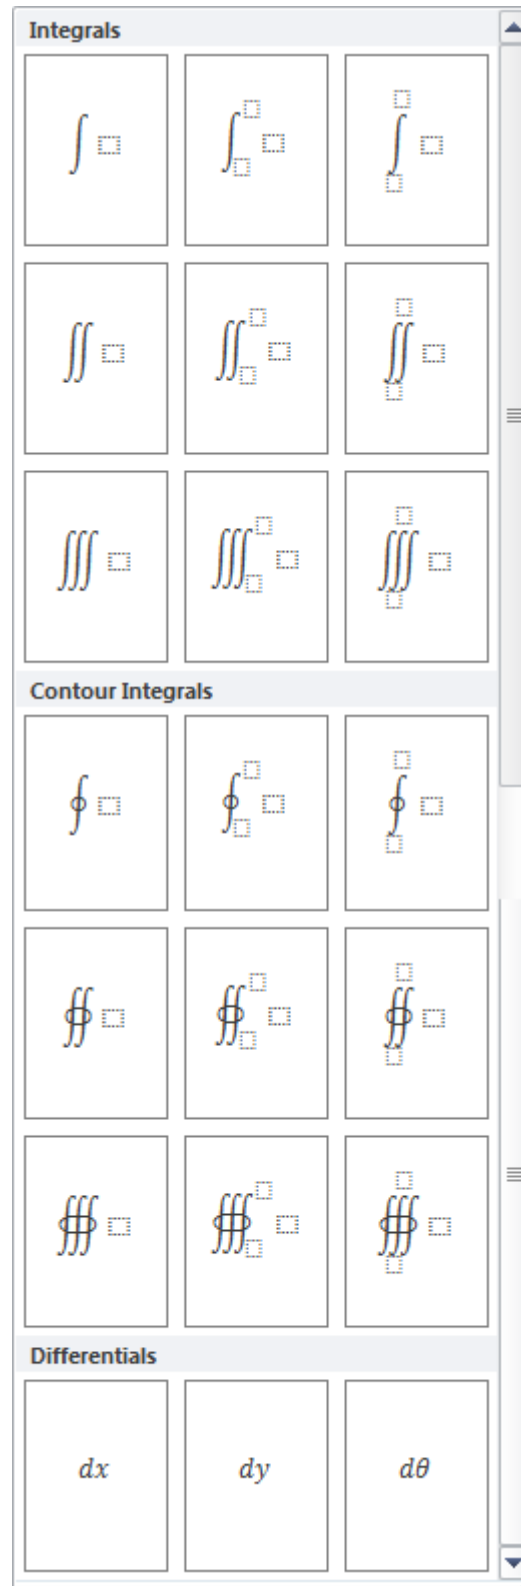 Integrals
∫ ∫ ∫
∬ ∬ ∬
∭ ∭ ∭
Contour Integrals
∮ ∮ ∮
∯ ∯ ∯
∰ ∰ ∰
Differentials
dx dy dθ